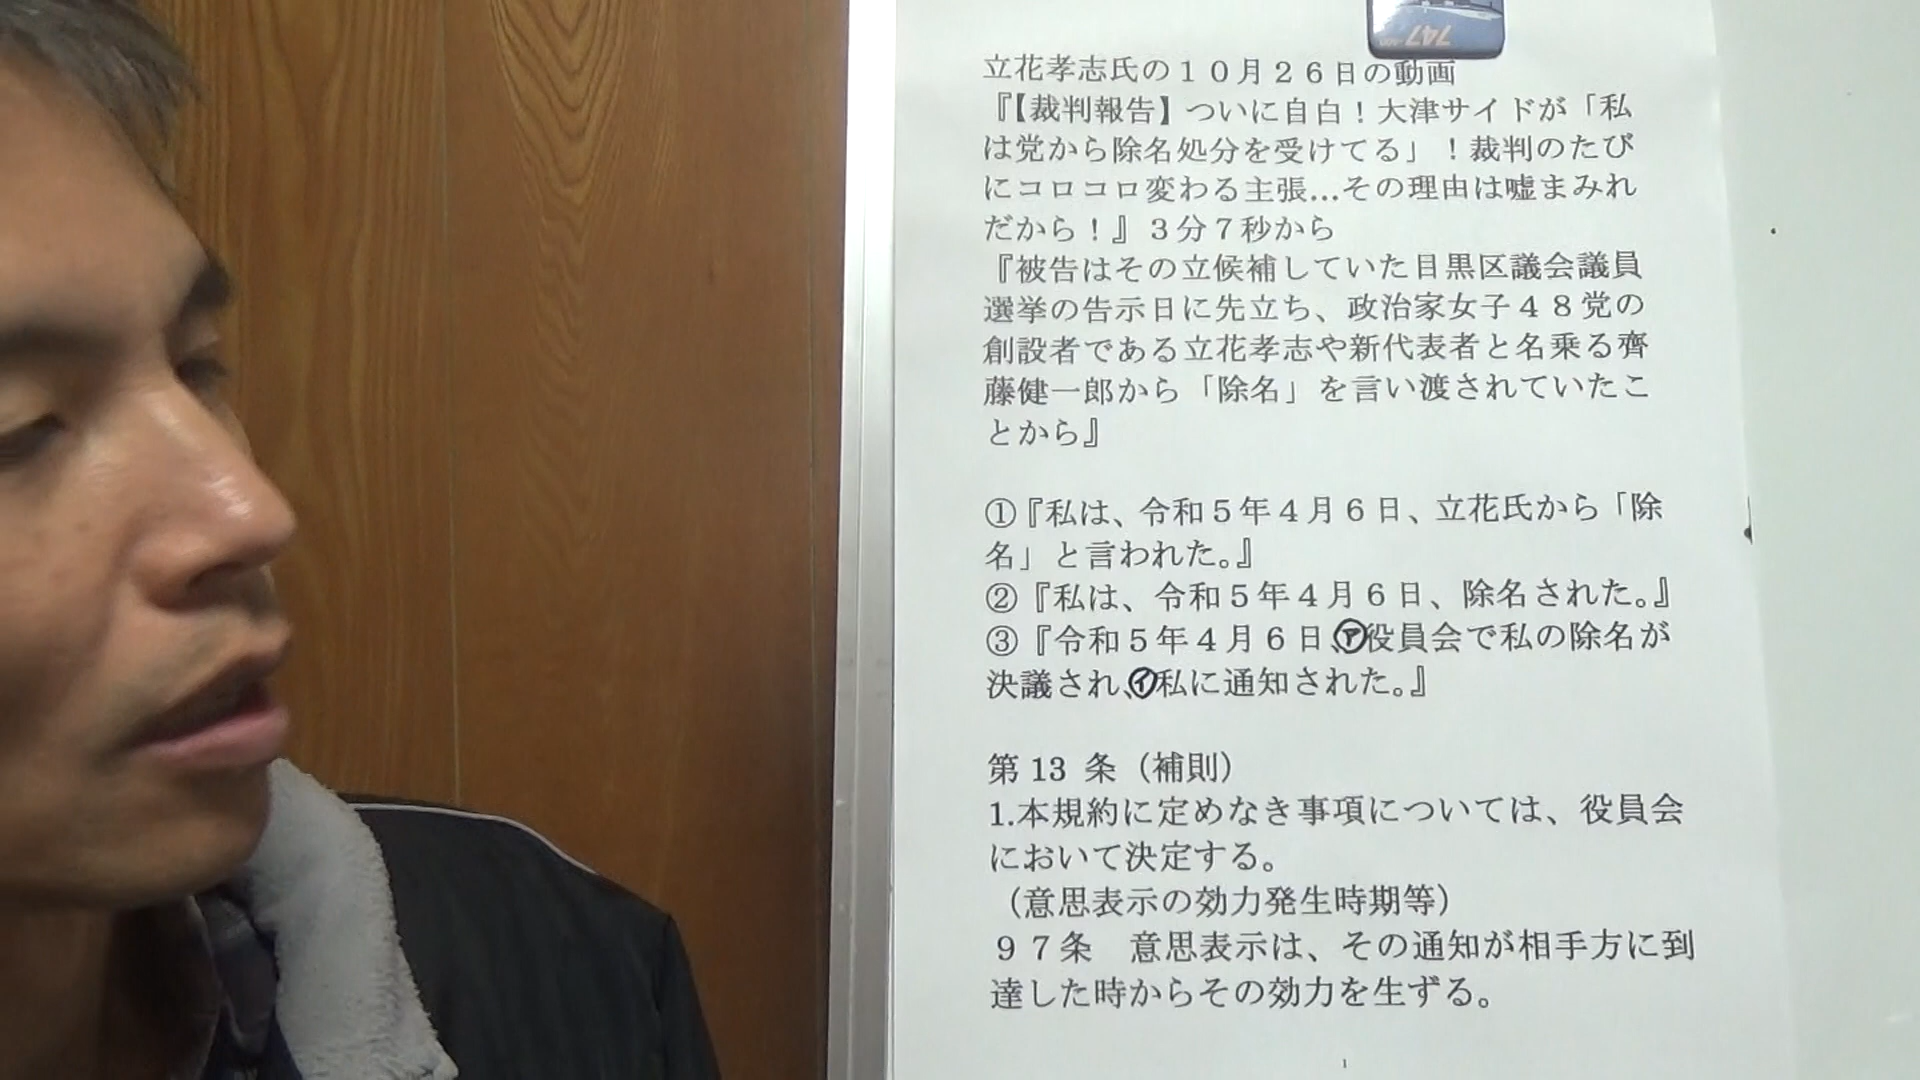 747
立花孝志氏の１０月２６日の動画
『【裁判報告】ついに自白！大津サイドが「私
は党から除名処分を受けてる」！裁判のたび
にコロコロ変わる主張…その理由は嘘まみれ
だから！』３分７秒から
『被告はその立候補していた目黒区議会議員
選挙の告示日に先立ち、政治家女子４８党の
創設者である立花孝志や新代表者と名乗る齊
藤健一郎から「除名」を言い渡されていたこ
とから』
①『私は、令和５年４月６日、立花氏から「除
名」と言われた。』
②『私は、令和５年４月６日、除名された。』
③『令和５年４月６日、㋐役員会で私の除名が
決議され、㋑私に通知された。』
第 13 条（補則）
1.本規約に定めなき事項については、役員会
において決定する。
（意思表示の効力発生時期等）
９７条　意思表示は、その通知が相手方に到
達した時からその効力を生ずる。
1